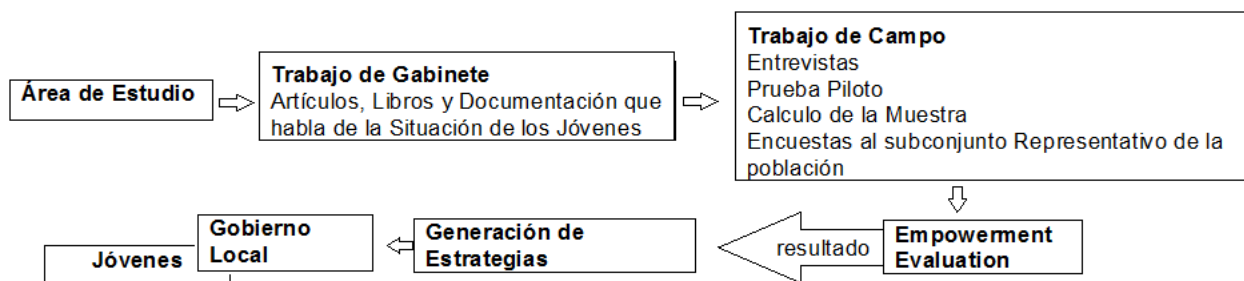 Área de Estudio
Trabajo de Gabinete
Artículos, Libros y Documentación que
habla de la Situación de los Jóvenes
Trabajo de Campo
Entrevistas
Prueba Piloto
Calculo de la Muestra
Encuestas al subconjunto Representativo de la
población
Empowerment
Evaluation
resultado
Generación de
Estrategias
Gobierno
Local
Jóvenes